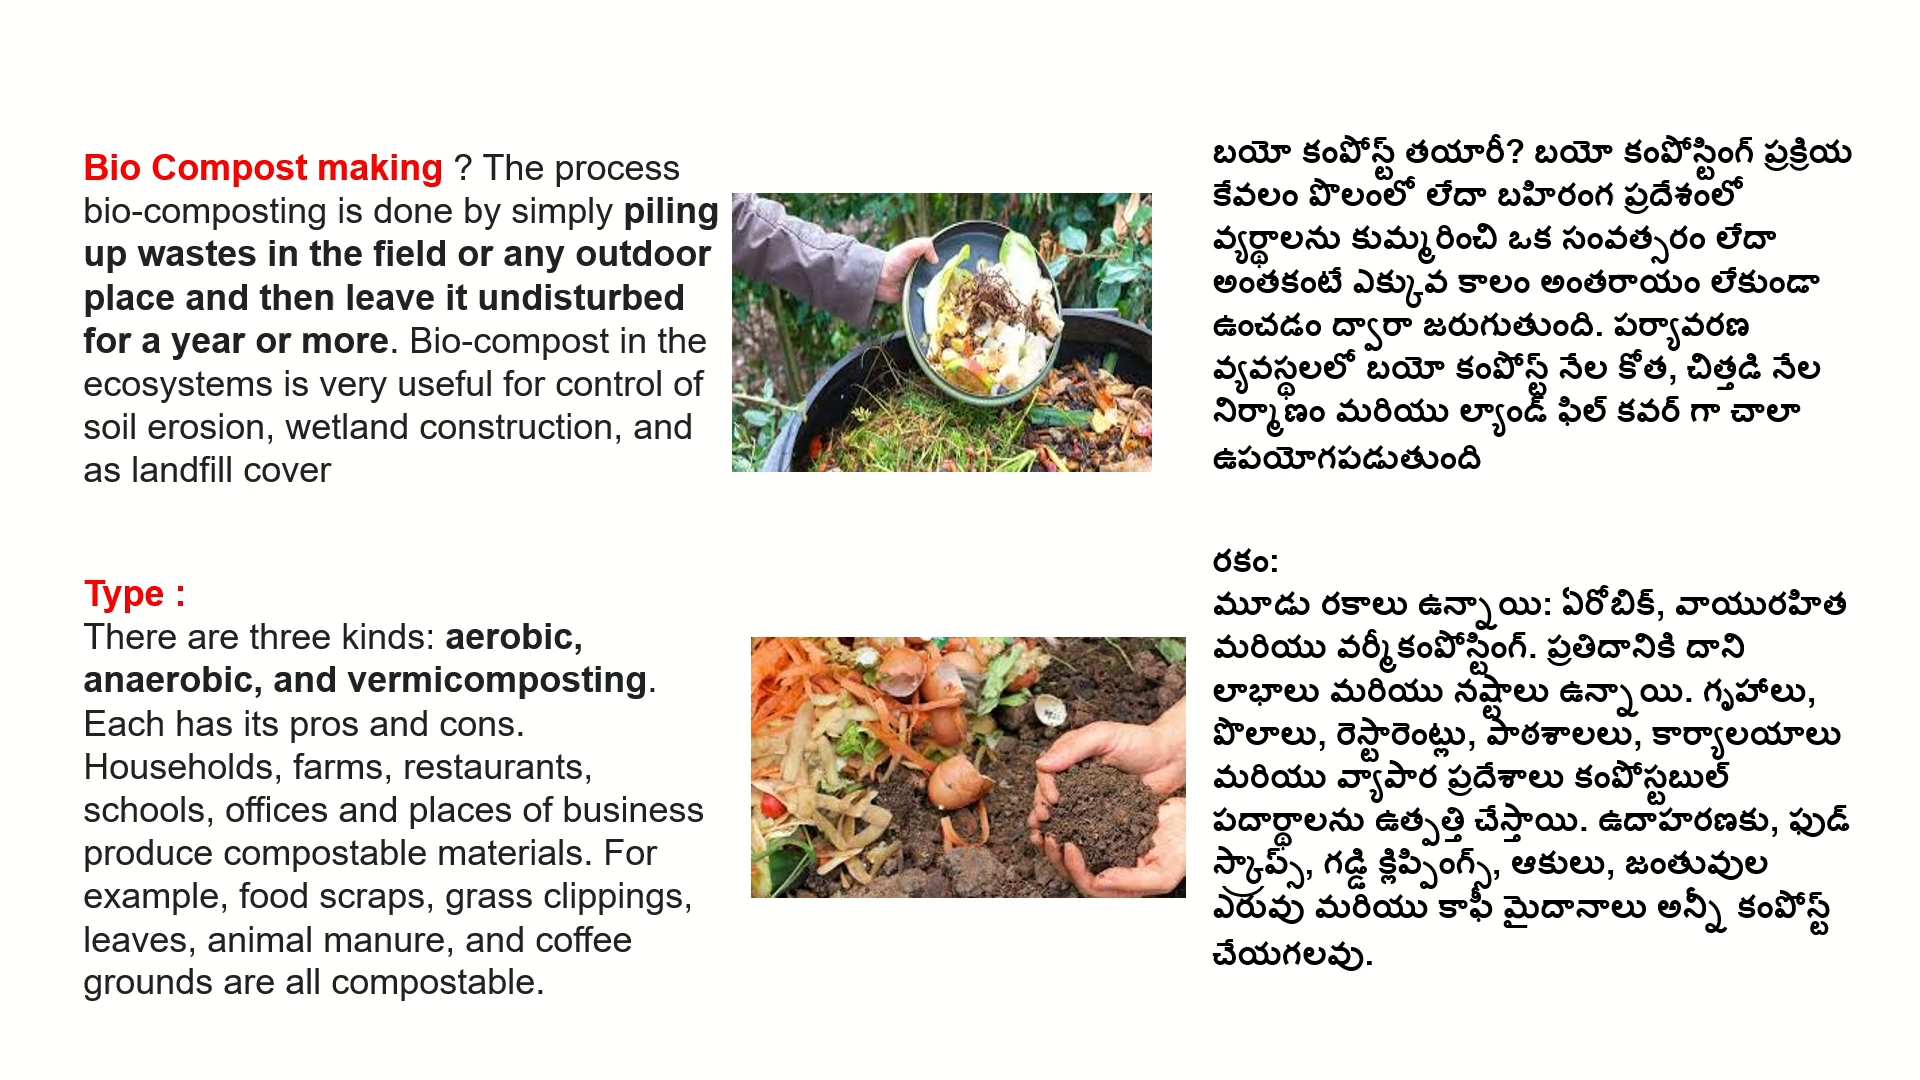 Bio Compost making ? The process
bio-composting is done by simply piling
up wastes in the field or any outdoor
place and then leave it undisturbed
for a year or more. Bio-compost in the
ecosystems is very useful for control of
soil erosion, wetland construction, and
as landfill cover
Type :
There are three kinds: aerobic,
anaerobic, and vermicomposting.
Each has its pros and cons.
Households, farms, restaurants,
schools, offices and places of business
produce compostable materials. For
example, food scraps, grass clippings,
leaves, animal manure, and coffee
grounds are all compostable.
బయో కంపోస్ట్ తయారీ? బయో కంపోస్టింగ్ ప్రక్రియ
కేవలం పొలంలో లేదా బహిరంగ ప్రదేశంలో
వ్యర్థాలను కుమ్మరించి ఒక సంవత్సరం లేదా
అంతకంటే ఎక్కువ కాలం అంతరాయం లేకుండా
ఉంచడం ద్వారా జరుగుతుంది. పర్యావరణ
వ్యవస్థలలో బయో కంపోస్ట్ నేల కోత, చిత్తడి నేల
నిర్మాణం మరియు ల్యాండ్ ఫిల్ కవర్ గా చాలా
ఉపయోగపడుతుంది
రకం:
మూడు రకాలు ఉన్నాయి: ఏరోబిక్, వాయురహిత
మరియు వర్మీకంపోస్టింగ్. ప్రతిదానికి దాని
లాభాలు మరియు నష్టాలు ఉన్నాయి. గృహాలు,
పొలాలు, రెస్టారెంట్లు, పాఠశాలలు, కార్యాలయాలు
మరియు వ్యాపార ప్రదేశాలు కంపోస్టబుల్
పదార్థాలను ఉత్పత్తి చేస్తాయి. ఉదాహరణకు, ఫుడ్
స్క్రాప్స్, గడ్డి క్లిప్పింగ్స్, ఆకులు, జంతువుల
ఎరువు మరియు కాఫీ మైదానాలు అన్నీ కంపోస్ట్
చేయగలవు.